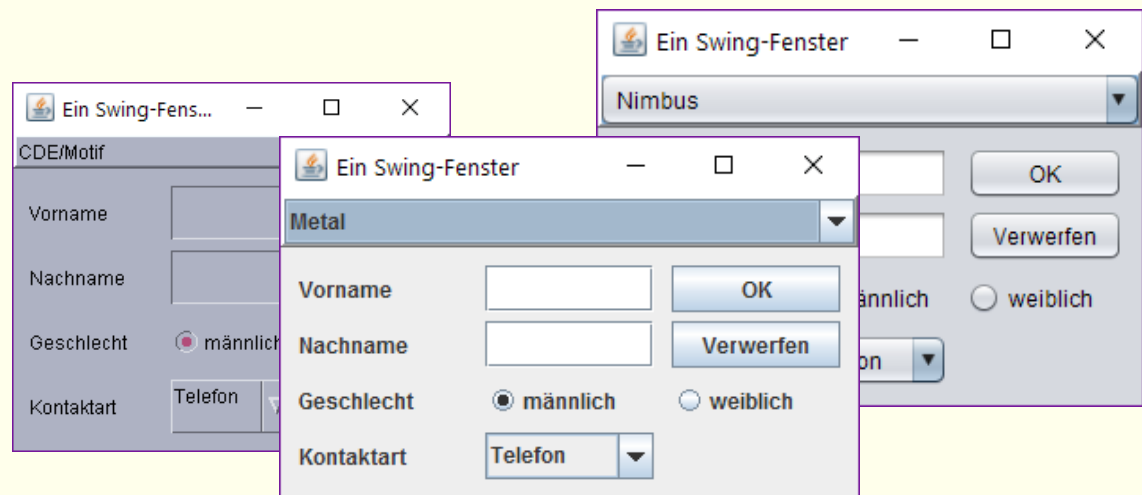 Ein Swing-Fens...
CDE/Motif
Vorname
Nachname
Geschlecht männlich
Kontaktart Telefon
Ein Swing-Fenster
Metal
Vorname OK
Nachname Verwerfen
Geschlecht männlich weiblich
Kontaktart Telefon
Ein Swing-Fenster
Nimbus
OK
Verwerfen
ännlich weiblich
on